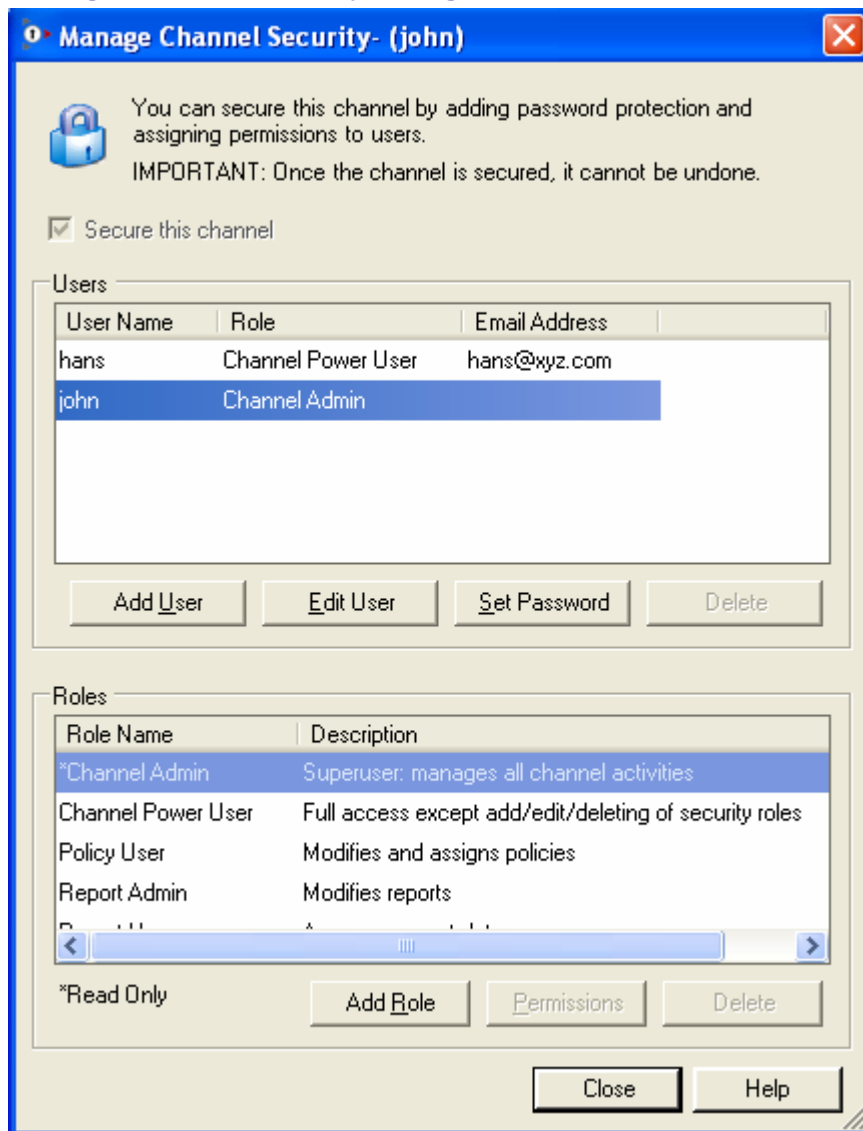 Manage Channel Security- (john)
You can secure this channel by adding password protection and
assigning permissions to users.
IMPORTANT: Once the channel is secured, it cannot be undone.
Secure this channel
Users
User Name Role Email Address
hans Channel Power User hans@xyz.com
john Channel Admin
Add User Edit User Set Password Delete
Roles
Role Name Description
*Channel Admin Superuser: manages all channel activities
Channel Power User Full access except add/edit/deleting of security roles
Policy User Modifies and assigns policies
Report Admin Modifies reports
*Read Only Add Role Permissions Delete
Close Help